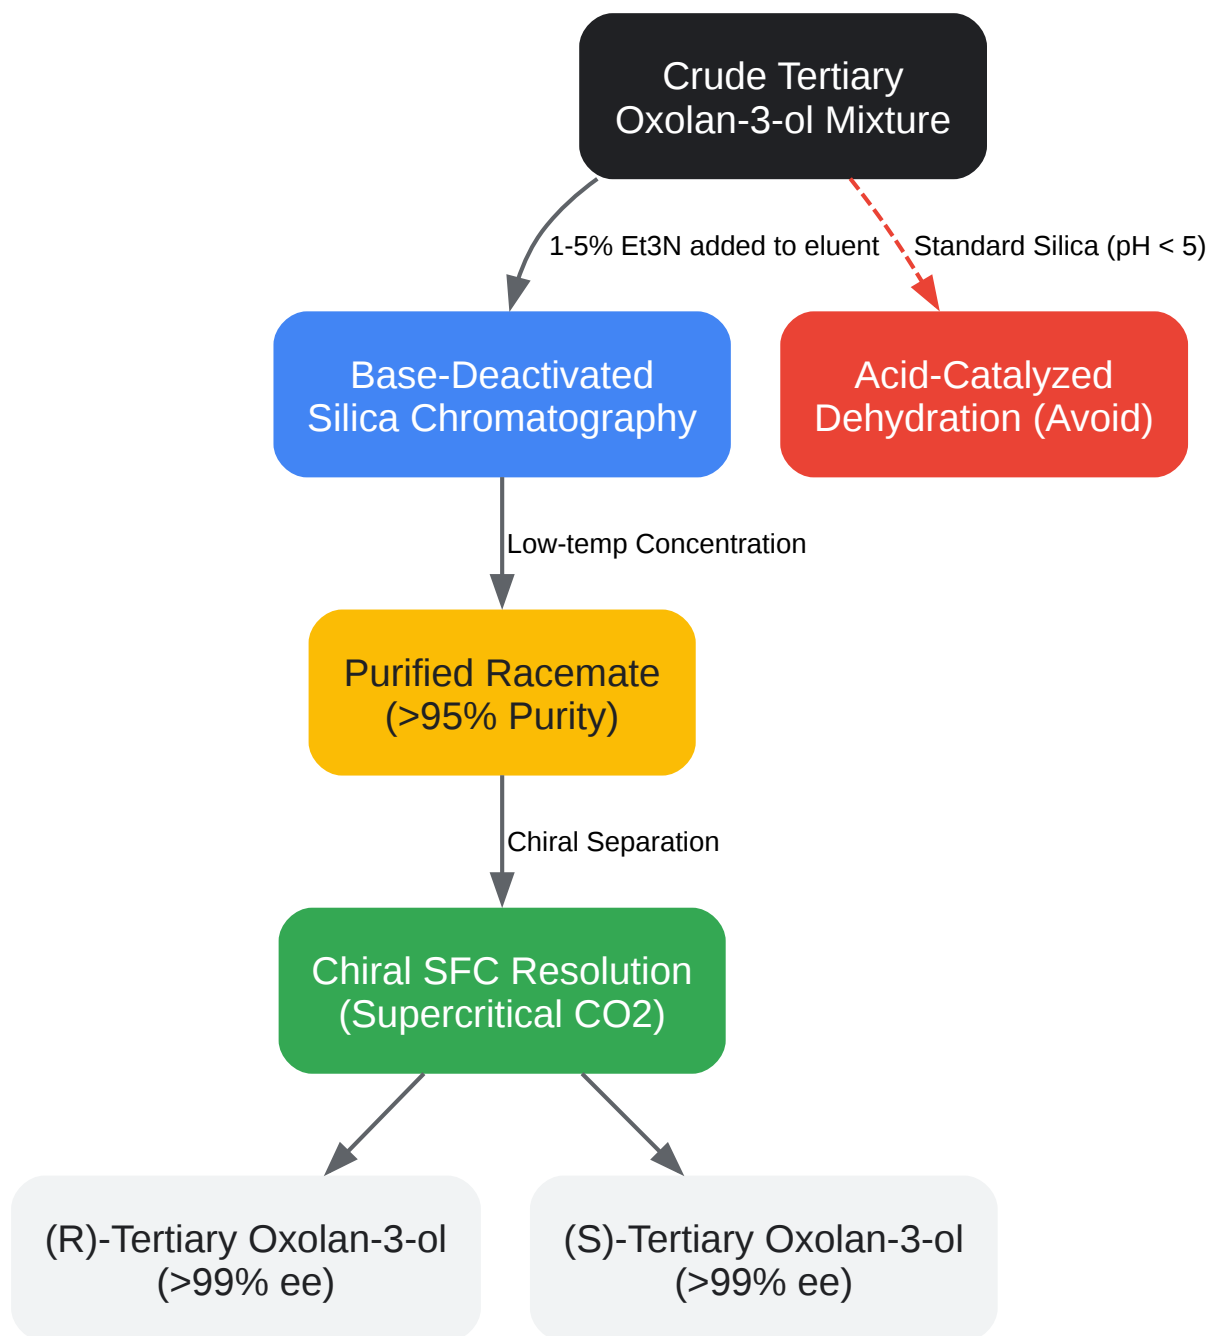 Crude Tertiary
Oxolan-3-ol Mixture
1-5% Et3N added to eluent
Standard Silica (pH < 5)
Base-Deactivated
Silica Chromatography
Acid-Catalyzed
Dehydration (Avoid)
Low-temp Concentration
Purified Racemate
(>95% Purity)
Chiral Separation
Chiral SFC Resolution
(Supercritical CO2)
(R)-Tertiary Oxolan-3-ol
(>99% ee)
(S)-Tertiary Oxolan-3-ol
(>99% ee)